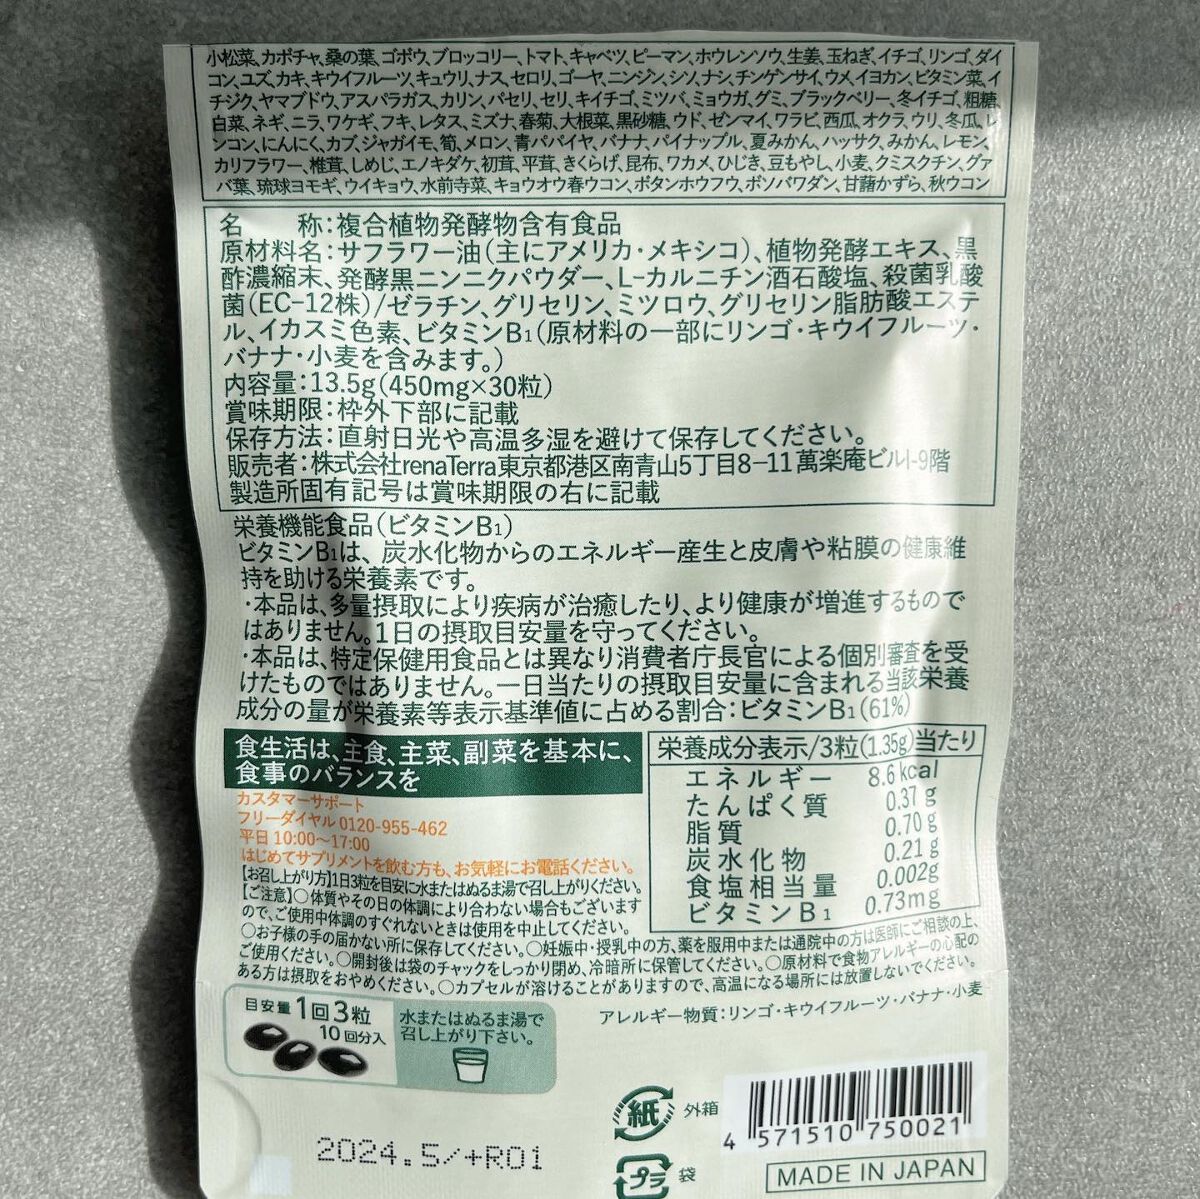 小松菜、カボチャ、桑の葉、ゴボウ、ブロッコリー、トマト、キャベツ、ピーマン、ホウレンソウ、生姜、玉ねぎ、イチゴ、リンゴ、ダイ
コン、ユズ、カキ、キウイフルーツ、キュウリ、ナス、セロリ、ゴーヤ、ニンジン、シソ、ナシ、チンゲンサイ、ウメ、イヨカン、ビタミン菜、イ
チジク、ヤマブドウ、アスパラガス、カリン、パセリ、セリ、キイチゴ、ミツバ、ミョウガ、グミ、ブラックベリー、冬イチゴ、粗糖、
白菜、ネギ、ニラ、ワケギ、フキ、レタス、ミズナ、春菊、大根菜、黒砂糖、ウド、ゼンマイ、ワラビ、西瓜、オクラ、ウリ、冬瓜、レ
ンコン、にんにく、カブ、ジャガイモ、筍、メロン、青パパイヤ、バナナ、パイナップル、夏みかん、ハッサク、みかん、レモン、
カリフラワー、椎茸、しめじ、エノキダケ、初茸、平茸、きくらげ、昆布、ワカメ、ひじき、豆もやし、小麦、クミスクチン、グァ
バ葉、琉球ヨモギ、ウイキョウ、水前寺菜、キョウオウ春ウコン、ボタンホウフウ、ボソバワダン、甘藷かずら、秋ウコン
名　　称：複合植物発酵物含有食品
原材料名：サフラワー油（主にアメリカ・メキシコ）、植物発酵エキス、黒
酢濃縮末、発酵黒ニンニクパウダー、L-カルニチン酒石酸塩、殺菌乳酸
菌（EC-12株）/ゼラチン、グリセリン、ミツロウ、グリセリン脂肪酸エステ
ル、イカスミ色素、ビタミンB1（原材料の一部にリンゴ・キウイフルーツ・
バナナ・小麦を含みます。）
内容量：13.5g（450mg×30粒）
賞味期限：枠外下部に記載
保存方法：直射日光や高温多湿を避けて保存してください。
販売者：株式会社renaTerra東京都港区南青山5丁目8-11萬楽庵ビルI-9階
製造所固有記号は賞味期限の右に記載
栄養機能食品（ビタミンB1）
ビタミンB1は、炭水化物からのエネルギー産生と皮膚や粘膜の健康維
持を助ける栄養素です。
・本品は、多量摂取により疾病が治癒したり、より健康が増進するもので
はありません。1日の摂取目安量を守ってください。
・本品は、特定保健用食品とは異なり消費者庁長官による個別審査を受
けたものではありません。一日当たりの摂取目安量に含まれる当該栄養
成分の量が栄養素等表示基準値に占める割合：ビタミンB1（61%）
食生活は、主食、主菜、副菜を基本に、
食事のバランスを
カスタマーサポート
フリーダイヤル 0120-955-462
平日 10:00〜17:00
はじめてサプリメントを飲む方も、お気軽にお電話ください。
栄養成分表示/3粒（1.35g）当たり
エネルギー 8.6kcal
たんぱく質 0.37g
脂質 0.70g
炭水化物 0.21g
食塩相当量 0.002g
ビタミンB1 0.73mg
【お召し上がり方】1日3粒を目安に水またはぬるま湯で召し上がりください。
【ご注意】○体質やその日の体調により合わない場合もございます
ので、ご使用中体調のすぐれないときは使用を中止してください。
○お子様の手の届かない所に保存してください。○妊娠中・授乳中の方、薬を服用中または通院中の方は医師にご相談の上、
ご使用ください。○開封後は袋のチャックをしっかり閉め、冷暗所に保管してください。○原材料で食物アレルギーの心配の
ある方は摂取をおやめください。○カプセルが溶けることがありますので、高温になる場所には放置しないでください。
アレルギー物質：リンゴ・キウイフルーツ・バナナ・小麦
目安量 1回3粒
10回分入
水またはぬるま湯で
召し上がり下さい。
紙 外箱
プラ 袋
4 571510 750021
MADE IN JAPAN
2024.5/+R01